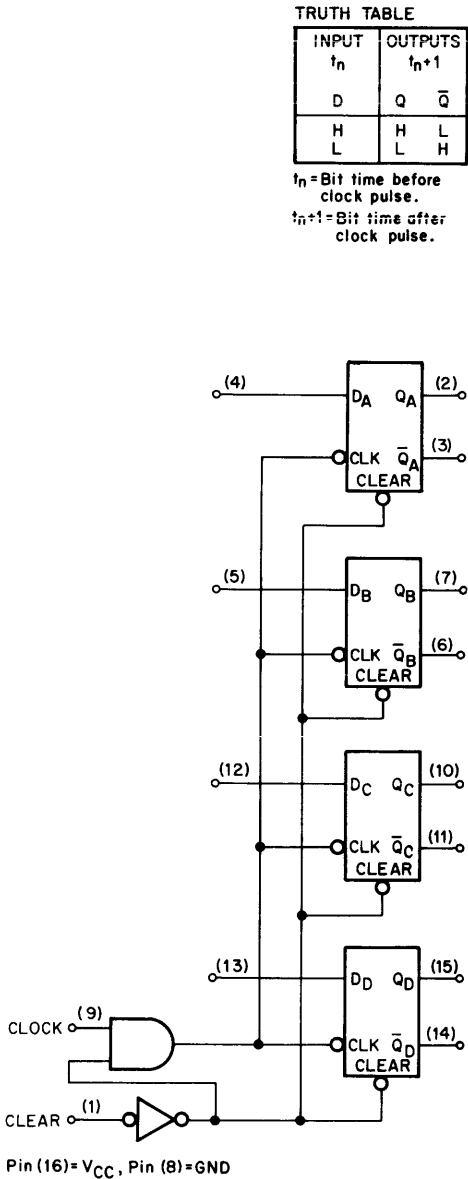 TRUTH TABLE
INPUT OUTPUTS
tn tn+1
D Q Q̄
H H L
L L H
tn=Bit time before
clock pulse.
tn+1=Bit time after
clock pulse.
(4) DA QA (2)
CLK Q̄A (3)
CLEAR
(5) DB QB (7)
CLK Q̄B (6)
CLEAR
(12) DC QC (10)
CLK Q̄C (11)
CLEAR
(13) DD QD (15)
CLOCK (9)
CLK Q̄D (14)
CLEAR
CLEAR (1)
Pin (16)=VCC, Pin (8)=GND